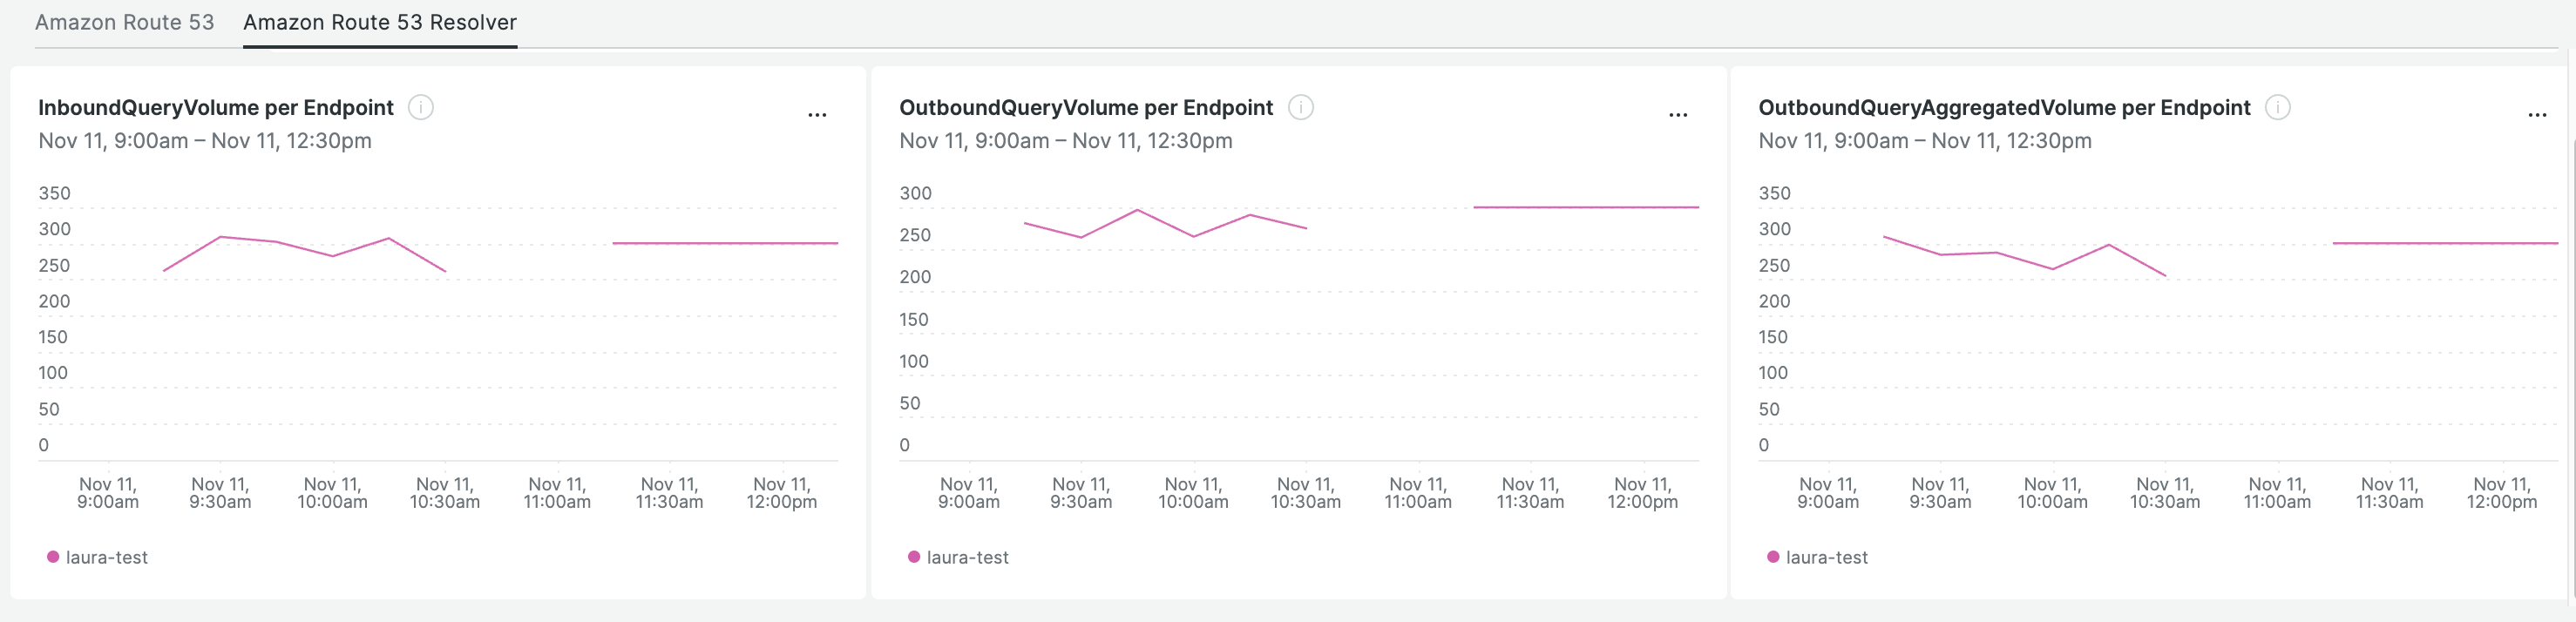 Amazon Route 53
Amazon Route 53 Resolver
InboundQueryVolume per Endpoint
Nov 11, 9:00am – Nov 11, 12:30pm
350
300
250
200
150
100
50
0
Nov 11, 9:00am
Nov 11, 9:30am
Nov 11, 10:00am
Nov 11, 10:30am
Nov 11, 11:00am
Nov 11, 11:30am
Nov 11, 12:00pm
laura-test
OutboundQueryVolume per Endpoint
Nov 11, 9:00am – Nov 11, 12:30pm
300
250
200
150
100
50
0
Nov 11, 9:00am
Nov 11, 9:30am
Nov 11, 10:00am
Nov 11, 10:30am
Nov 11, 11:00am
Nov 11, 11:30am
Nov 11, 12:00pm
laura-test
OutboundQueryAggregatedVolume per Endpoint
Nov 11, 9:00am – Nov 11, 12:30pm
350
300
250
200
150
100
50
0
Nov 11, 9:00am
Nov 11, 9:30am
Nov 11, 10:00am
Nov 11, 10:30am
Nov 11, 11:00am
Nov 11, 11:30am
Nov 11, 12:00pm
laura-test